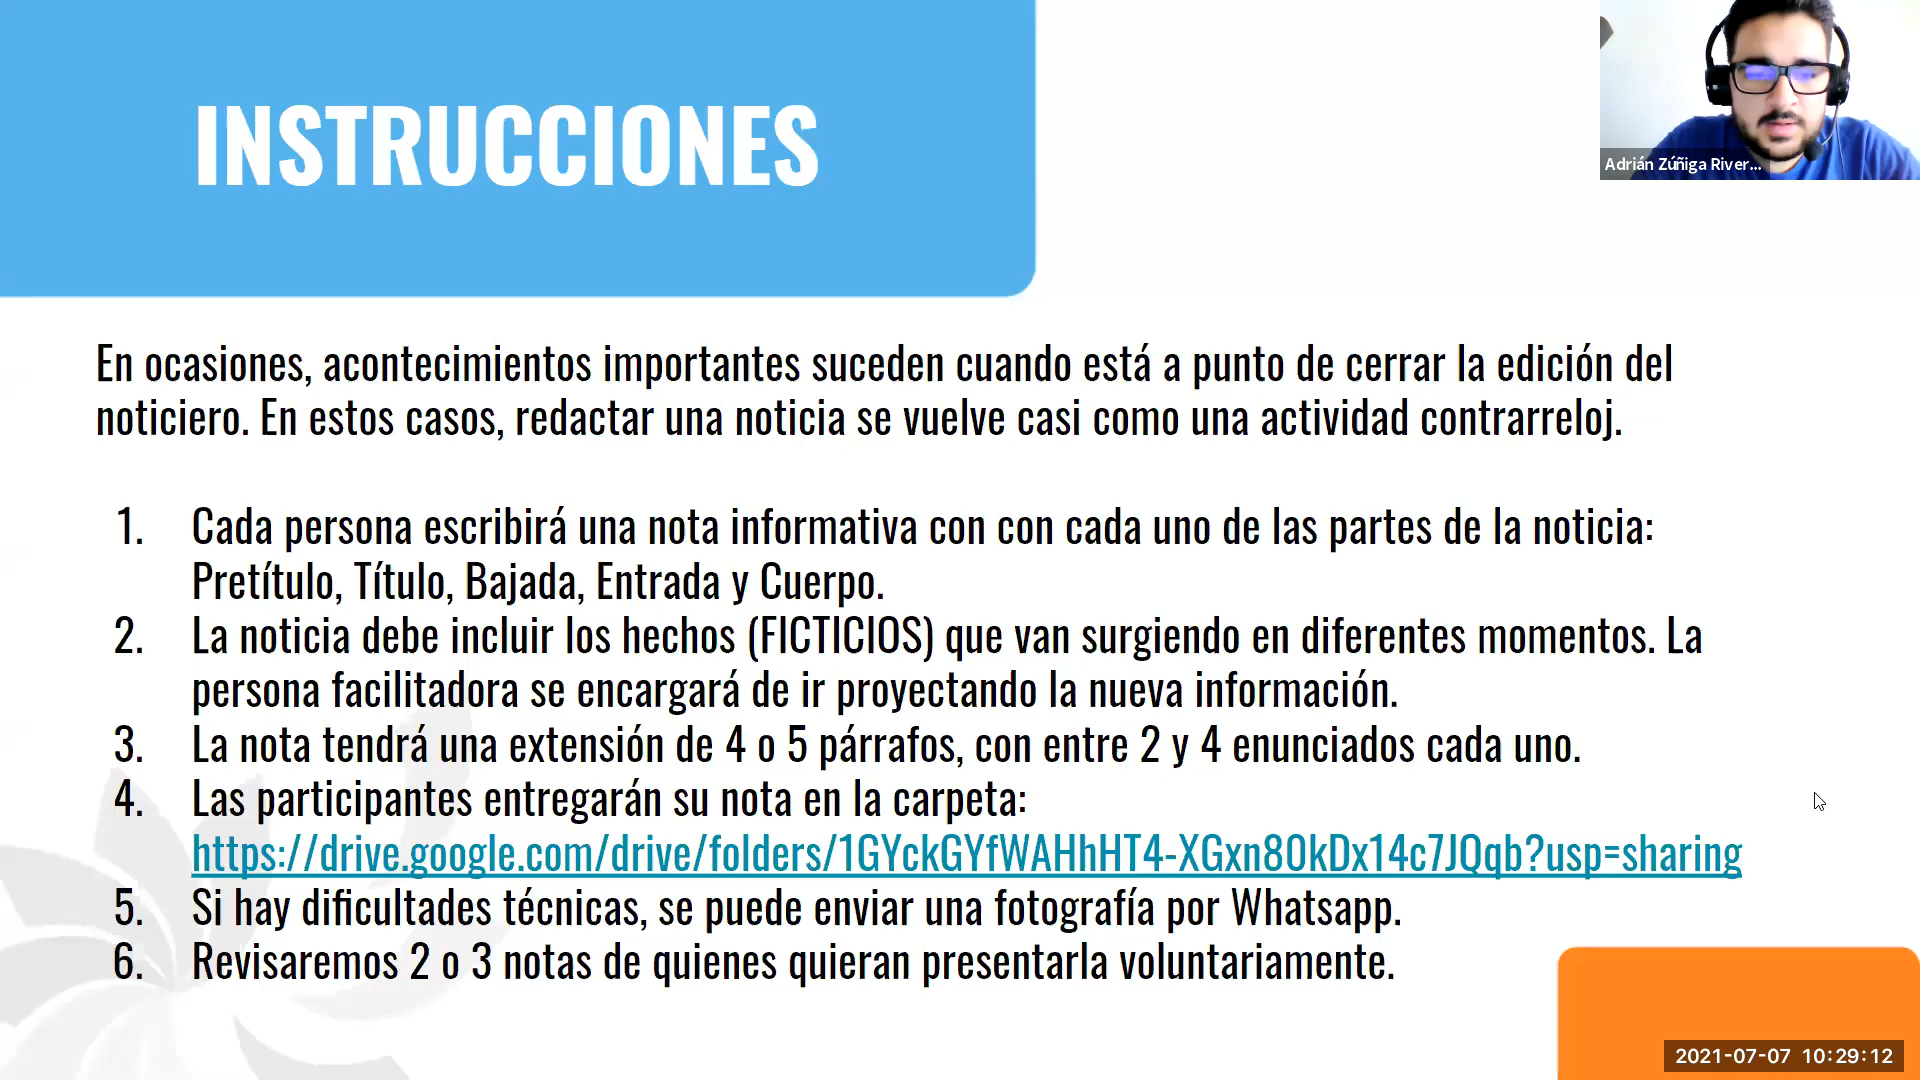 INSTRUCCIONES
Adrián Zúñiga River...
En ocasiones, acontecimientos importantes suceden cuando está a punto de cerrar la edición del
noticiero. En estos casos, redactar una noticia se vuelve casi como una actividad contrarreloj.
1. Cada persona escribirá una nota informativa con con cada uno de las partes de la noticia:
Pretítulo, Título, Bajada, Entrada y Cuerpo.
2. La noticia debe incluir los hechos (FICTICIOS) que van surgiendo en diferentes momentos. La
persona facilitadora se encargará de ir proyectando la nueva información.
3. La nota tendrá una extensión de 4 o 5 párrafos, con entre 2 y 4 enunciados cada uno.
4. Las participantes entregarán su nota en la carpeta:
https://drive.google.com/drive/folders/1GYckGYfWAHhHT4-XGxn8OkDx14c7JQqb?usp=sharing
5. Si hay dificultades técnicas, se puede enviar una fotografía por Whatsapp.
6. Revisaremos 2 o 3 notas de quienes quieran presentarla voluntariamente.
2021-07-07 10:29:12